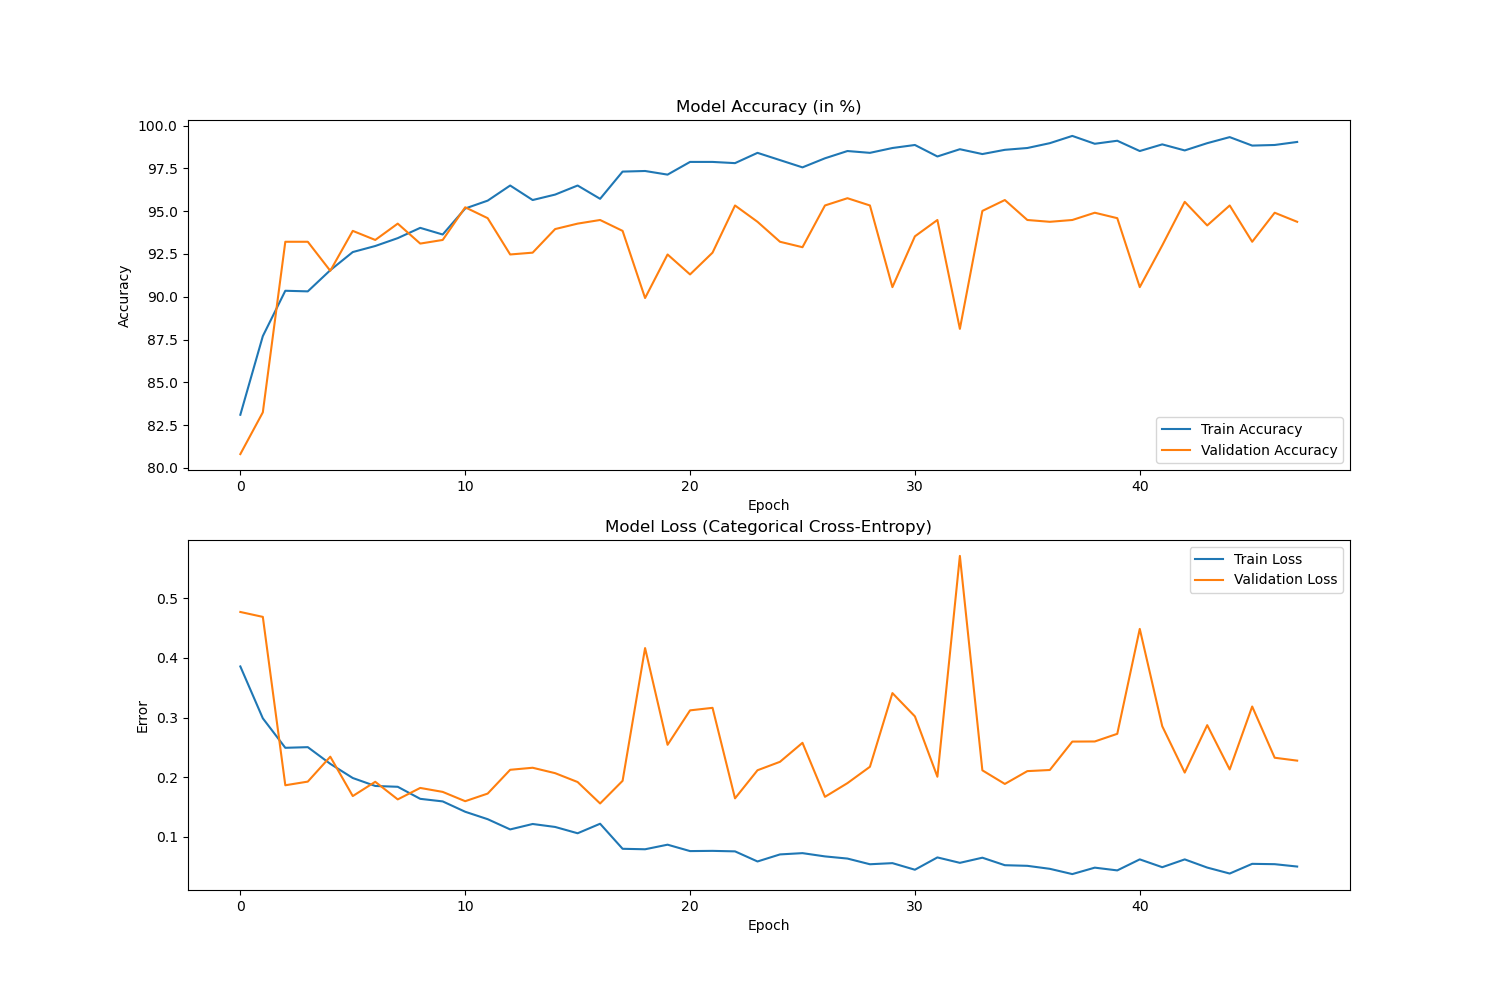 Model Accuracy (in %)
100.0
97.5
95.0
92.5
90.0
87.5
85.0
82.5
80.0
Accuracy
Train Accuracy
Validation Accuracy
0 10 20 30 40
Epoch
Model Loss (Categorical Cross-Entropy)
Train Loss
Validation Loss
0.5
0.4
0.3
0.2
0.1
Error
0 10 20 30 40
Epoch